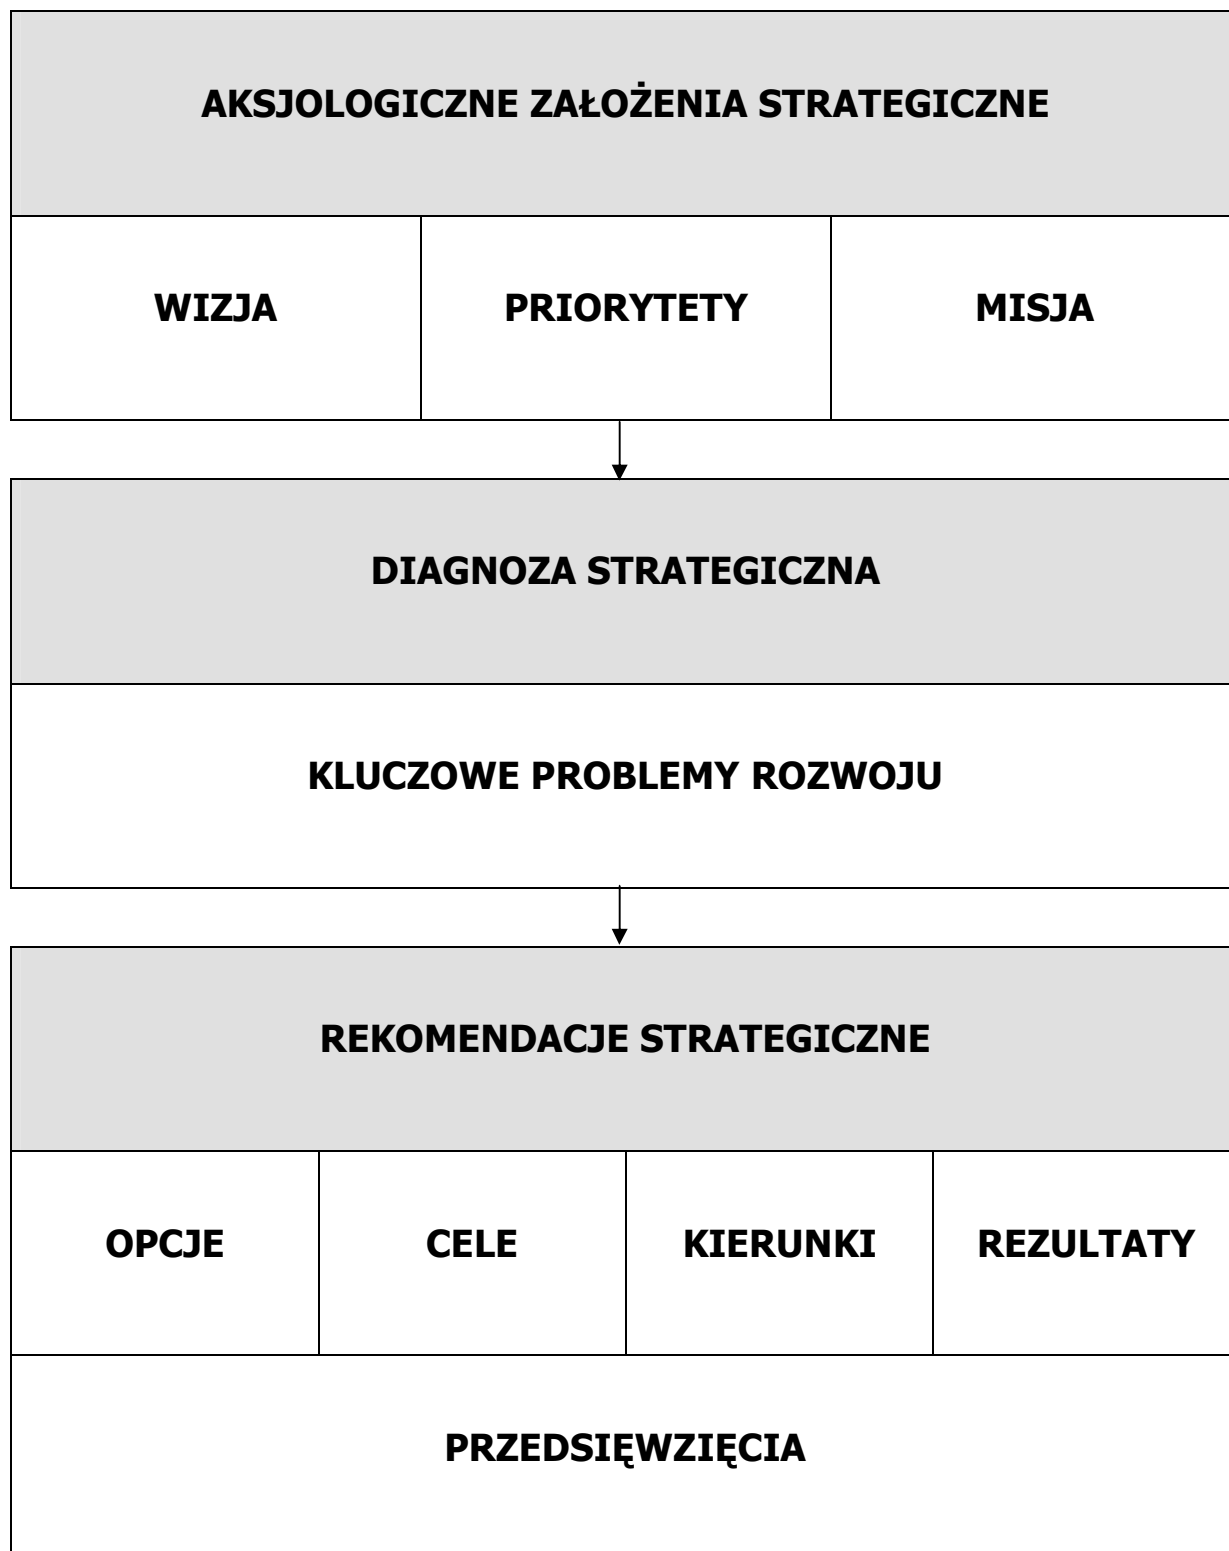 AKSJOLOGICZNE ZAŁOŻENIA STRATEGICZNE
WIZJA
PRIORYTETY
MISJA
DIAGNOZA STRATEGICZNA
KLUCZOWE PROBLEMY ROZWOJU
REKOMENDACJE STRATEGICZNE
OPCJE
CELE
KIERUNKI
REZULTATY
PRZEDSIĘWZIĘCIA